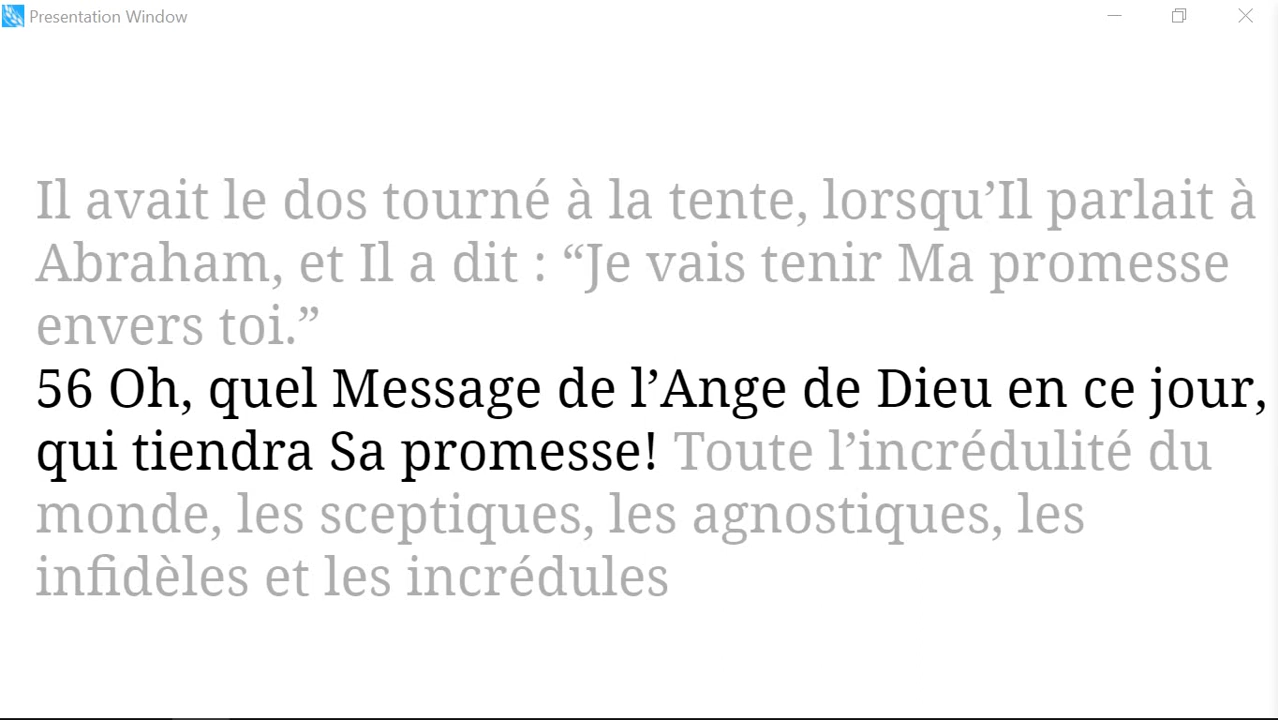 Presentation Window
Il avait le dos tourné à la tente, lorsqu’Il parlait à
Abraham, et Il a dit : “Je vais tenir Ma promesse
envers toi.”
56 Oh, quel Message de l’Ange de Dieu en ce jour,
qui tiendra Sa promesse! Toute l’incrédulité du
monde, les sceptiques, les agnostiques, les
infidèles et les incrédules